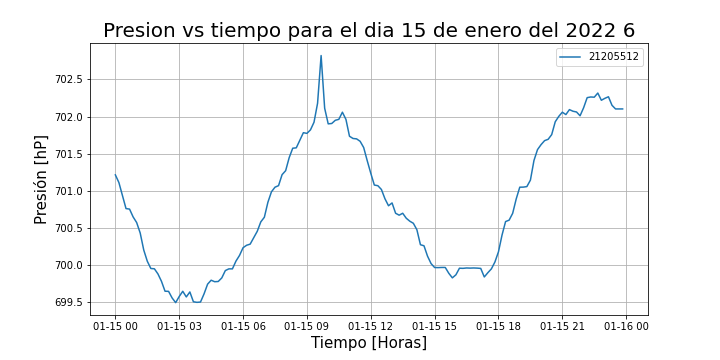 Presion vs tiempo para el dia 15 de enero del 2022 6
21205512
Presión [hP]
702.5
702.0
701.5
701.0
700.5
700.0
699.5
01-15 00 01-15 03 01-15 06 01-15 09 01-15 12 01-15 15 01-15 18 01-15 21 01-16 00
Tiempo [Horas]